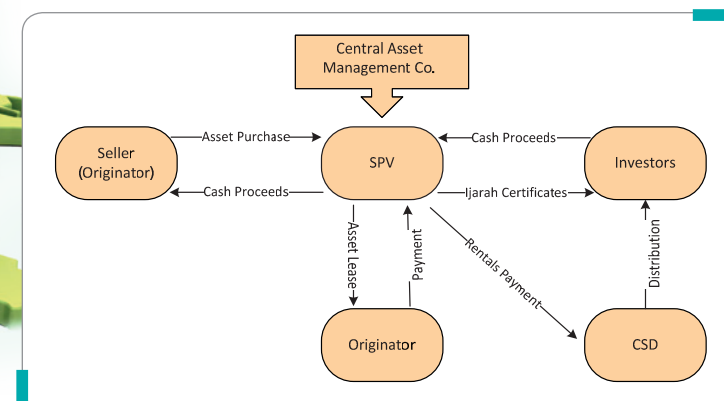 Central Asset
Management Co.
Asset Purchase
Cash Proceeds
Seller
(Originator)
SPV
Investors
Cash Proceeds
Ijarah Certificates
Asset Lease
Payment
Rentals Payment
Distribution
Originator
CSD